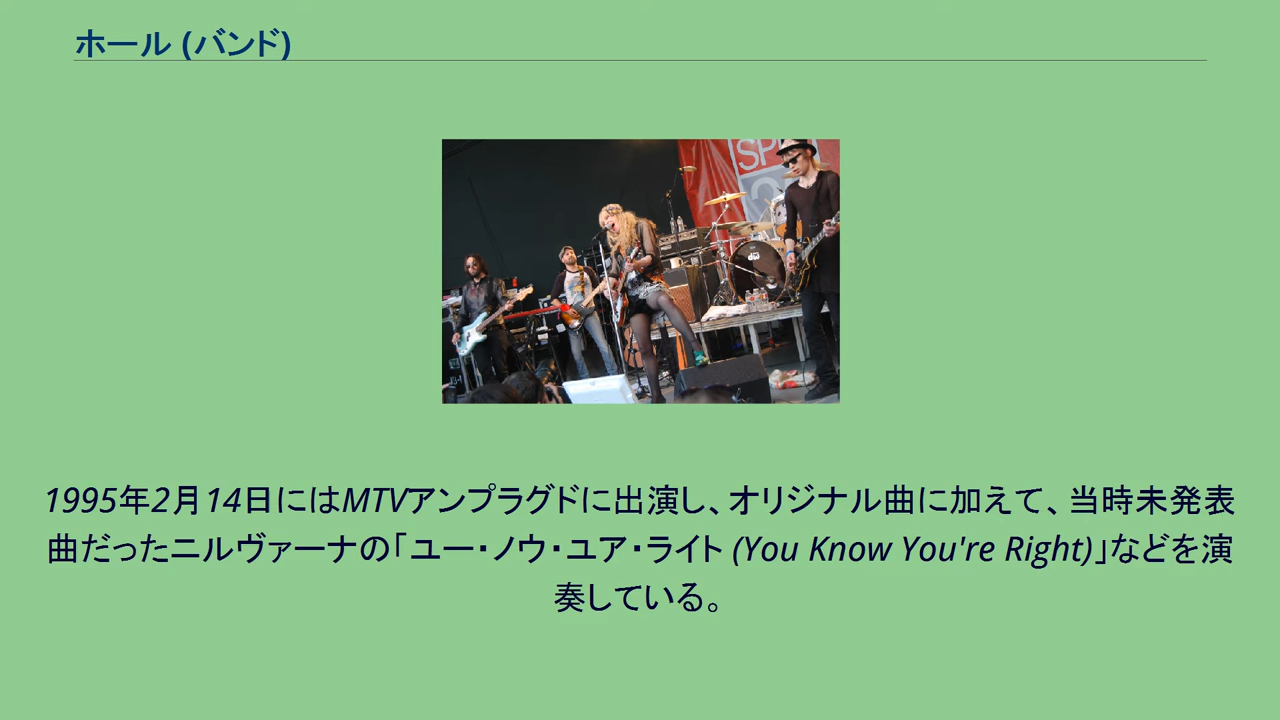 ホール (バンド)
SPI
dw
1995年2月14日にはMTVアンプラグドに出演し、オリジナル曲に加えて、当時未発表
曲だったニルヴァーナの「ユー・ノウ・ユア・ライト (You Know You're Right)」などを演
奏している。